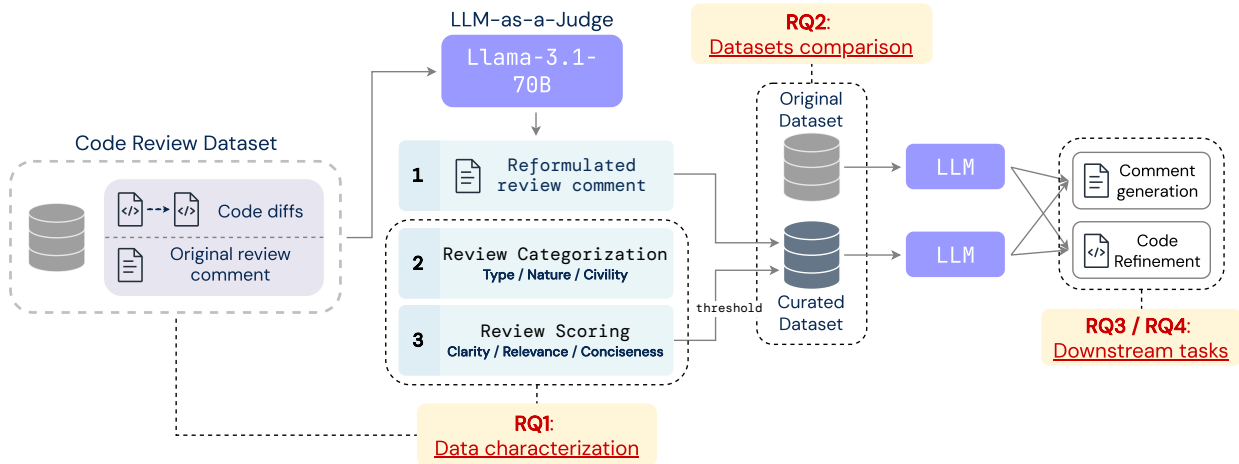 LLM-as-a-Judge
Llama-3.1-
70B
RQ2:
Datasets comparison
Code Review Dataset
</>
</>
Code diffs
Original review
comment
1
Reformulated
review comment
2
Review Categorization
Type / Nature / Civility
3
Review Scoring
Clarity / Relevance / Conciseness
threshold
Original
Dataset
Curated
Dataset
LLM
LLM
Comment
generation
</>
Code
Refinement
RQ1:
Data characterization
RQ3 / RQ4:
Downstream tasks